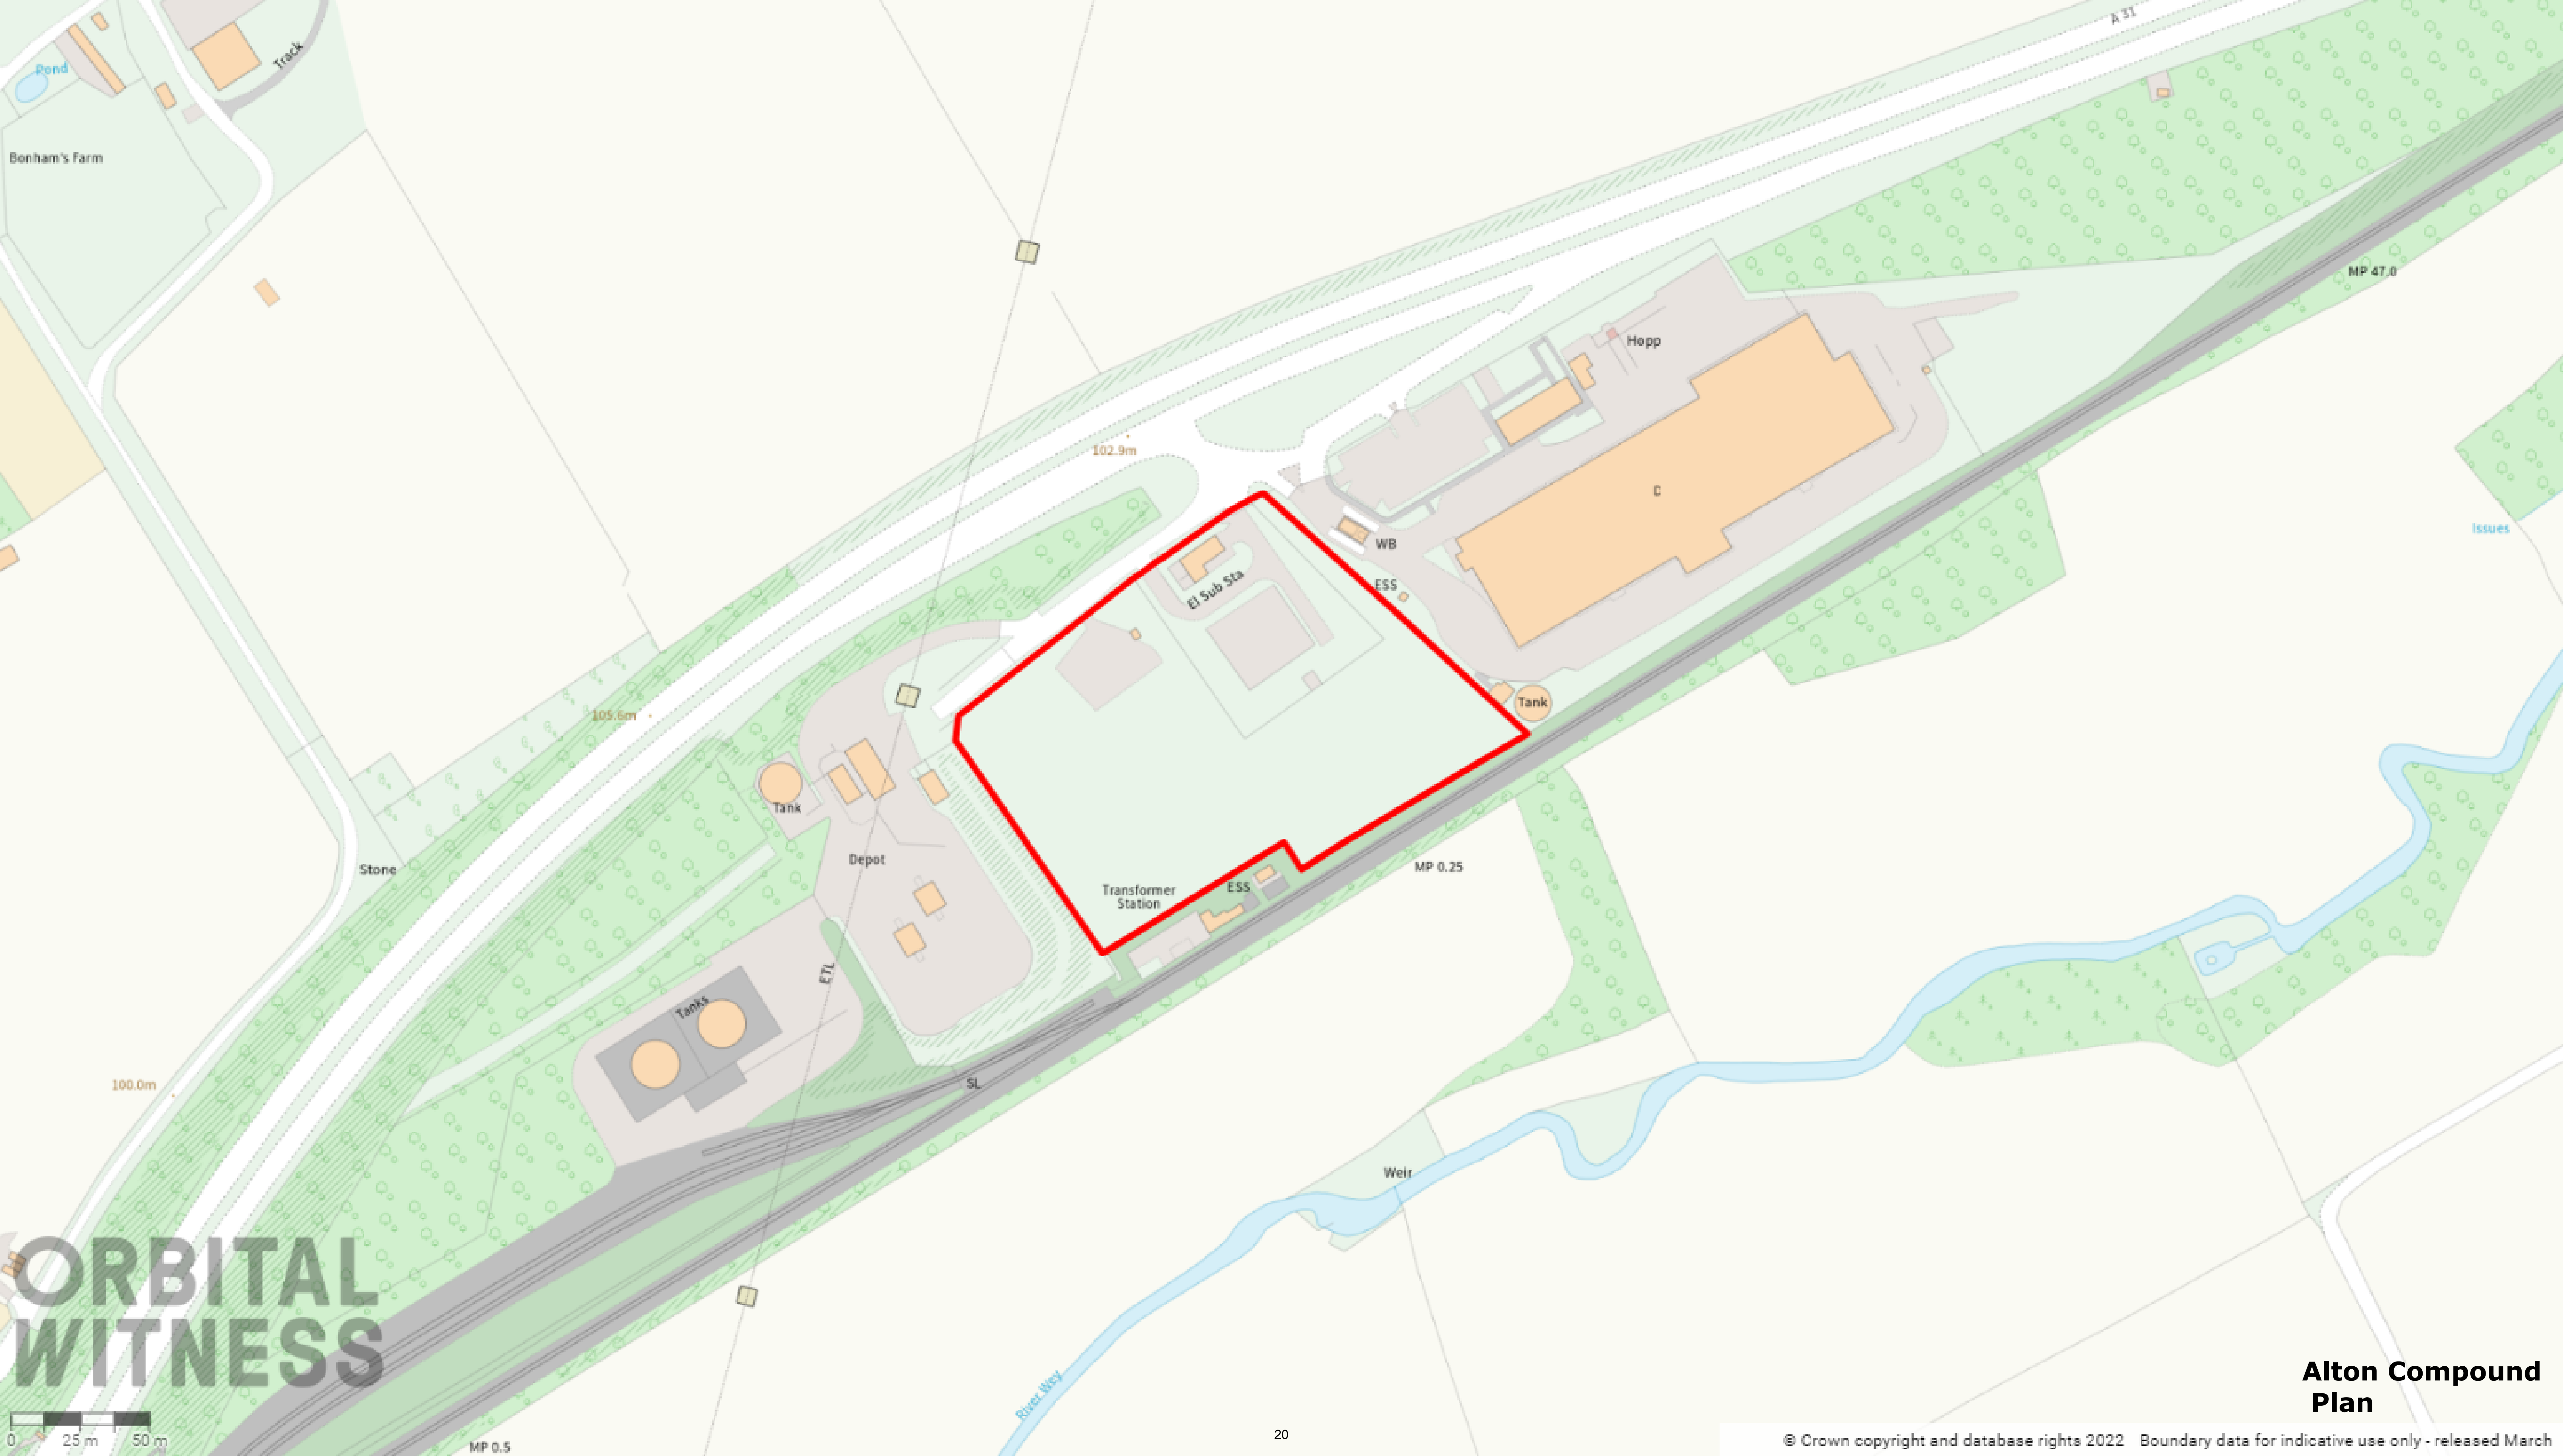 A 31
Track
Pond
Bonham's Farm
MP 47.0
Hopp
102.9m
C
Issues
WB
ESS
El Sub Sta
Tank
105.6m
Tank
Stone
Depot
MP 0.25
Transformer
Station
ESS
ETL
Tanks
SL
100.0m
Weir
ORBITAL
WITNESS
River Wey
Alton Compound
Plan
0 25 m 50 m
MP 0.5
20
© Crown copyright and database rights 2022 Boundary data for indicative use only - released March